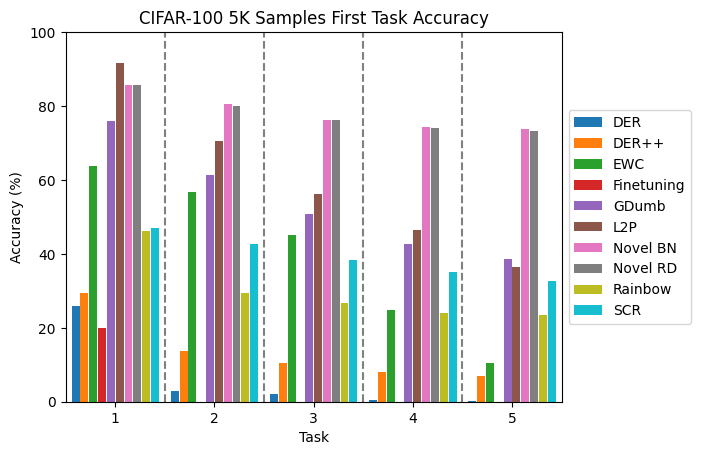 CIFAR-100 5K Samples First Task Accuracy
Accuracy (%)
100
80
60
40
20
0
1 2 3 4 5
Task
DER
DER++
EWC
Finetuning
GDumb
L2P
Novel BN
Novel RD
Rainbow
SCR